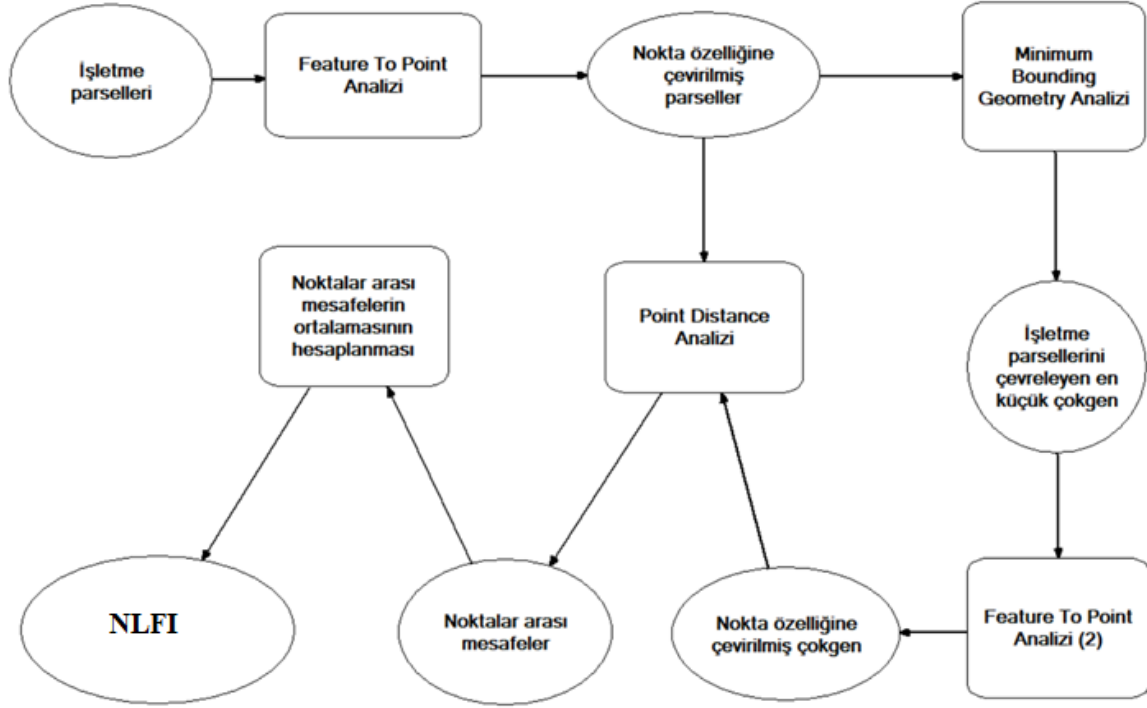 İşletme
parselleri
Feature To Point
Analizi
Nokta özelliğine
çevirilmiş
parseller
Minimum
Bounding
Geometry Analizi
Noktalar arası
mesafelerin
ortalamasının
hesaplanması
Point Distance
Analizi
İşletme
parsellerini
çevreleyen en
küçük çokgen
NLFI
Noktalar arası
mesafeler
Nokta özelliğine
çevirilmiş çokgen
Feature To Point
Analizi (2)